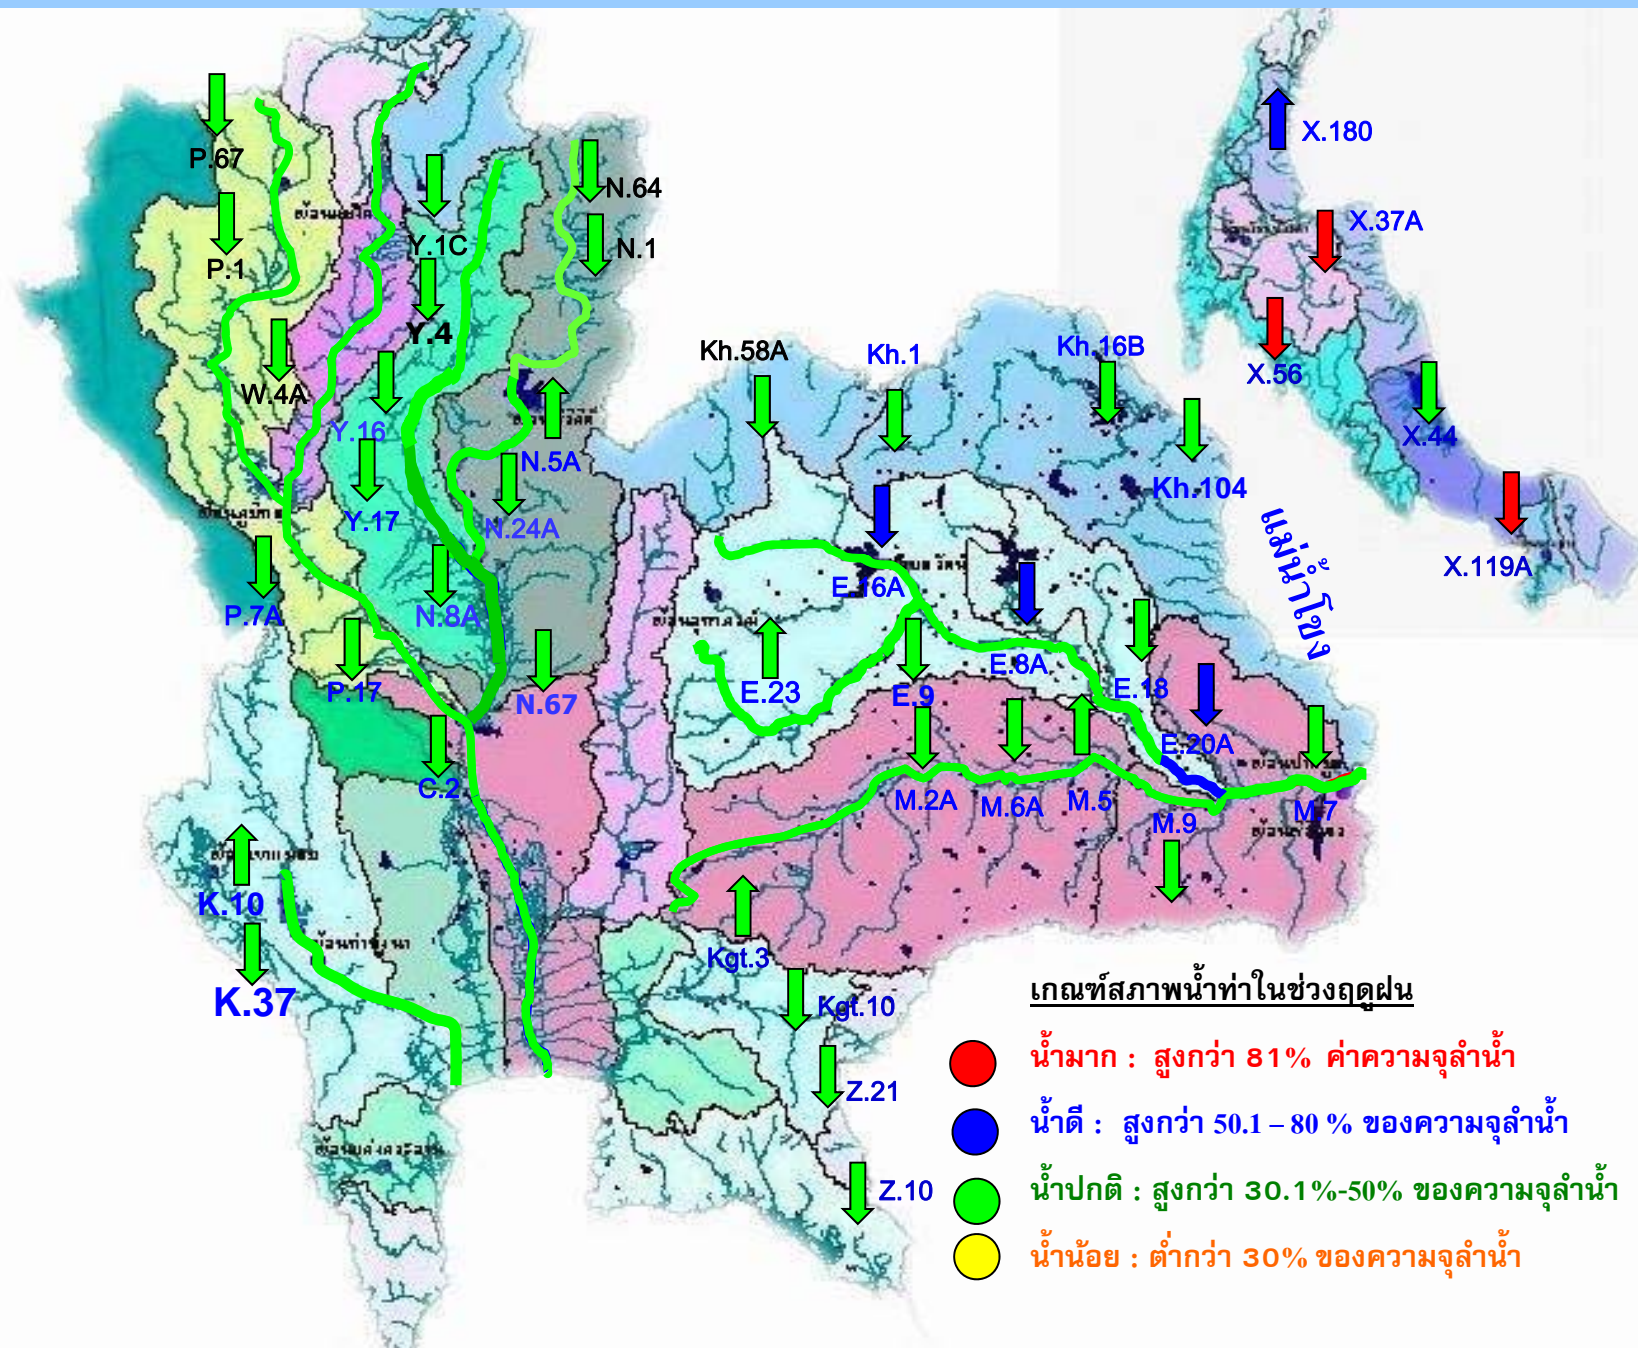 P.67
P.1
W.4A
Y.1C
Y.4
Y.16
Y.17
N.64
N.1
N.5A
N.24A
N.8A
N.67
P.7A
P.17
C.2
K.10
K.37
Kh.58A
Kh.1
Kh.16B
Kh.104
แม่น้ำโขง
E.16A
E.8A
E.23
E.9
E.18
E.20A
M.2A
M.6A
M.5
M.9
M.7
Kgt.3
Kgt.10
Z.21
Z.10
X.180
X.37A
X.56
X.44
X.119A
เกณฑ์สภาพน้ำท่าในช่วงฤดูฝน
น้ำมาก : สูงกว่า 81% ค่าความจุลำน้ำ
น้ำดี : สูงกว่า 50.1 – 80 % ของความจุลำน้ำ
น้ำปกติ : สูงกว่า 30.1%-50% ของความจุลำน้ำ
น้ำน้อย : ต่ำกว่า 30% ของความจุลำน้ำ